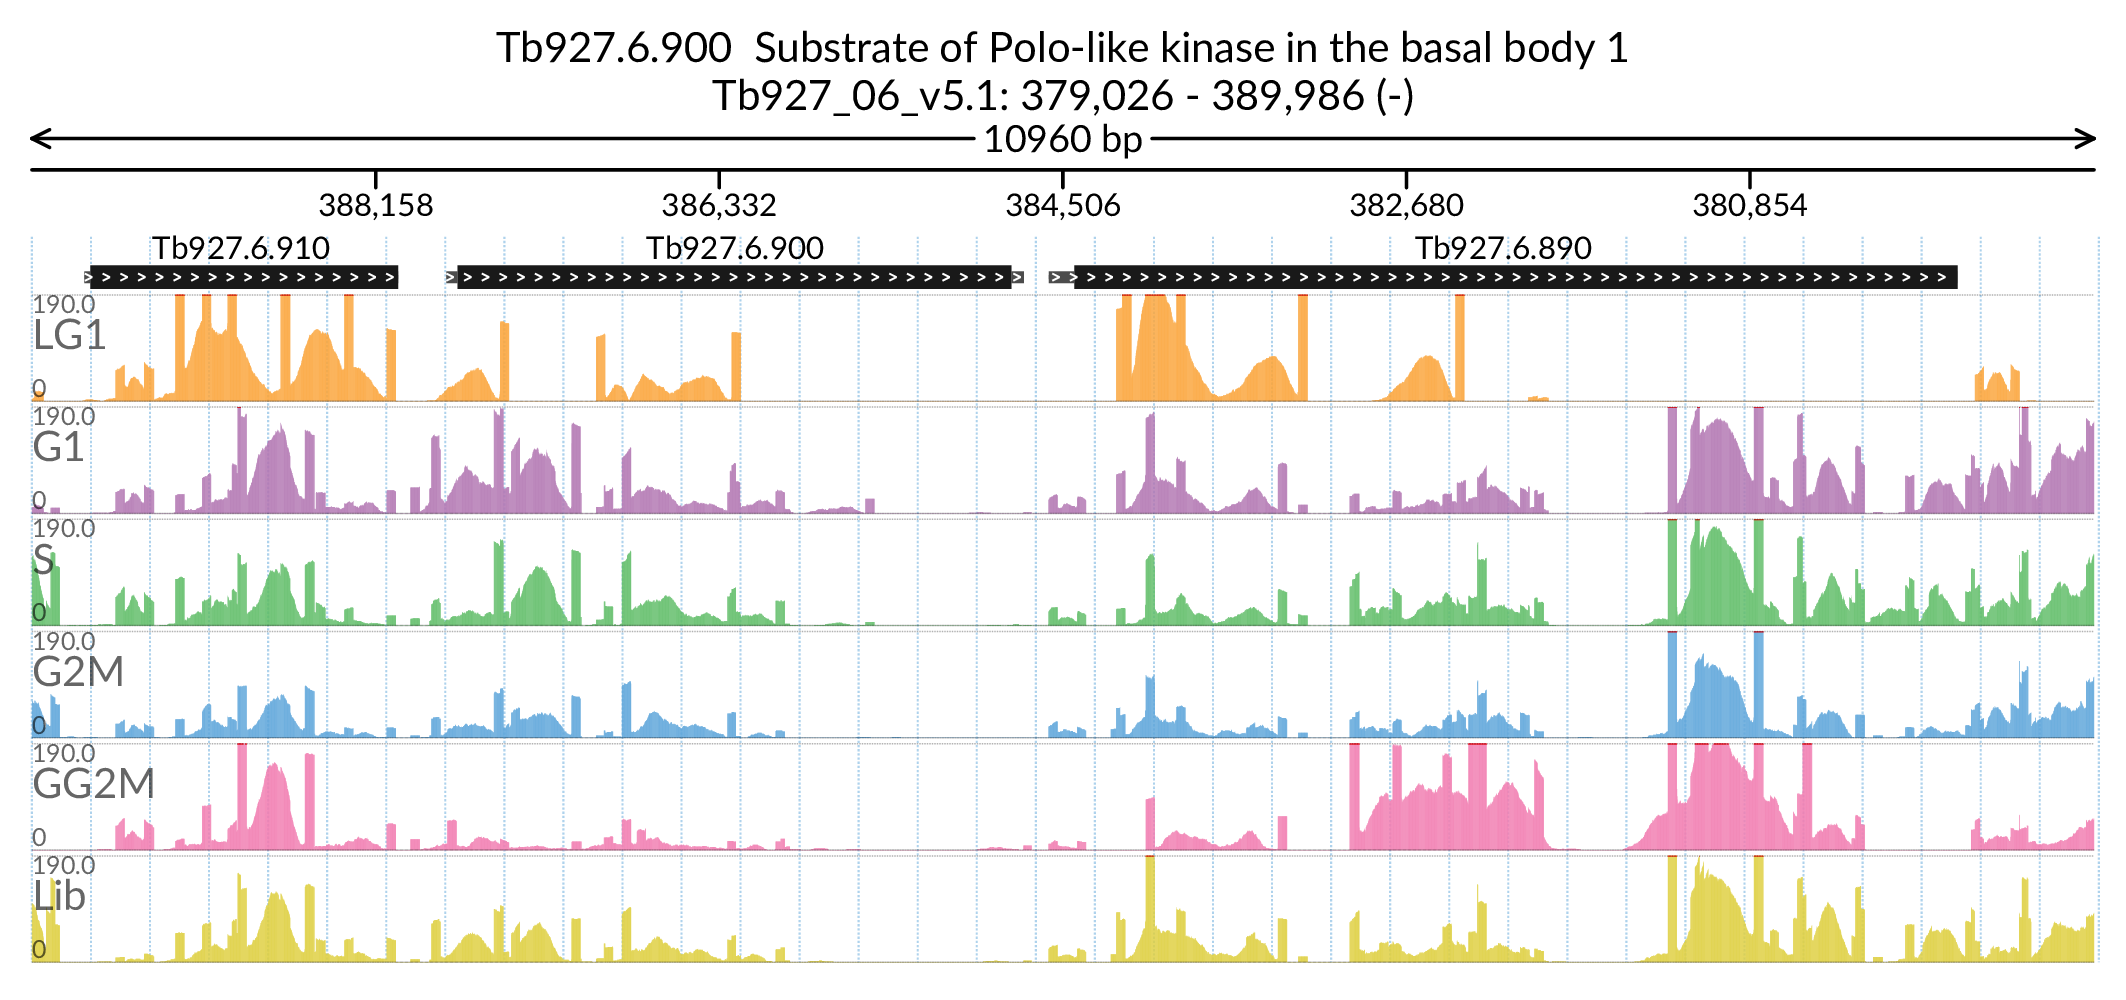 Tb927.6.900  Substrate of Polo-like kinase in the basal body 1
Tb927_06_v5.1: 379,026 - 389,986 (-)
10960 bp
388,158 386,332 384,506 382,680 380,854
Tb927.6.910 Tb927.6.900 Tb927.6.890
190.0
LG1
0
190.0
G1
0
190.0
S
0
190.0
G2M
0
190.0
GG2M
0
190.0
Lib
0